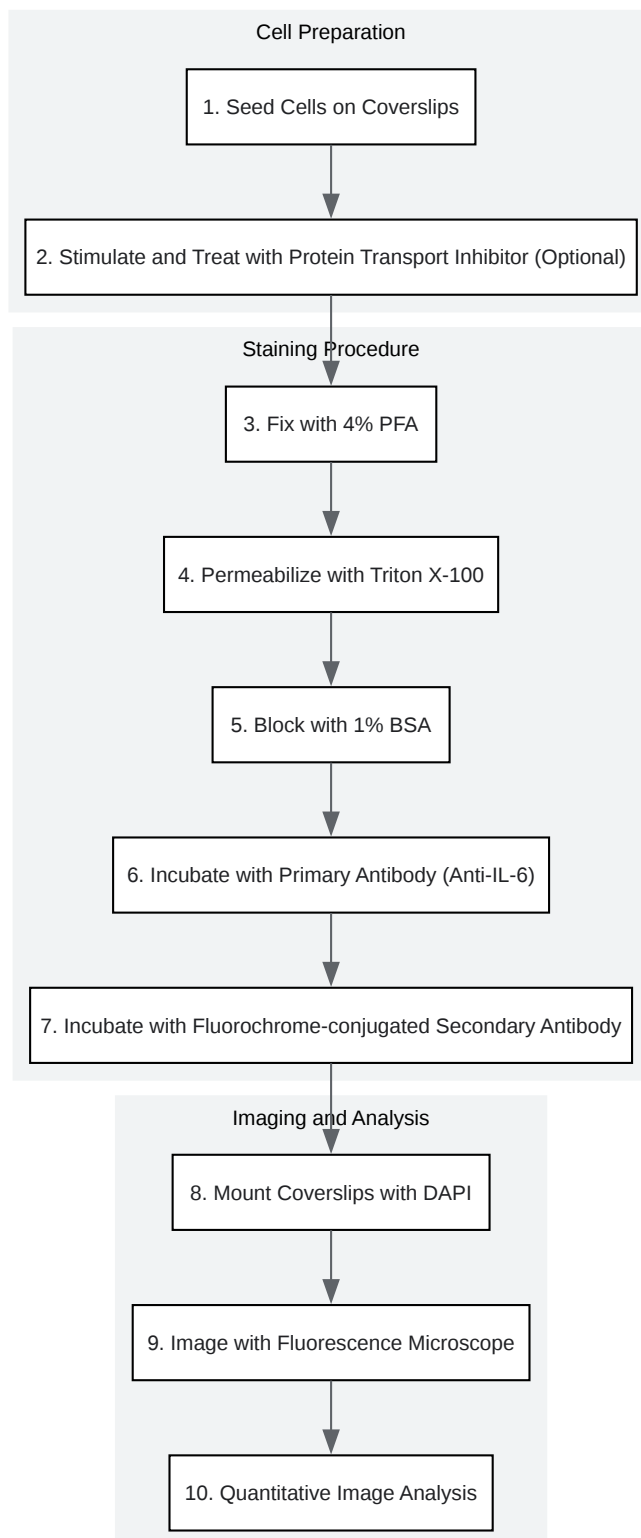 Cell Preparation
1. Seed Cells on Coverslips
2. Stimulate and Treat with Protein Transport Inhibitor (Optional)
Staining Procedure
3. Fix with 4% PFA
4. Permeabilize with Triton X-100
5. Block with 1% BSA
6. Incubate with Primary Antibody (Anti-IL-6)
7. Incubate with Fluorochrome-conjugated Secondary Antibody
Imaging and Analysis
8. Mount Coverslips with DAPI
9. Image with Fluorescence Microscope
10. Quantitative Image Analysis